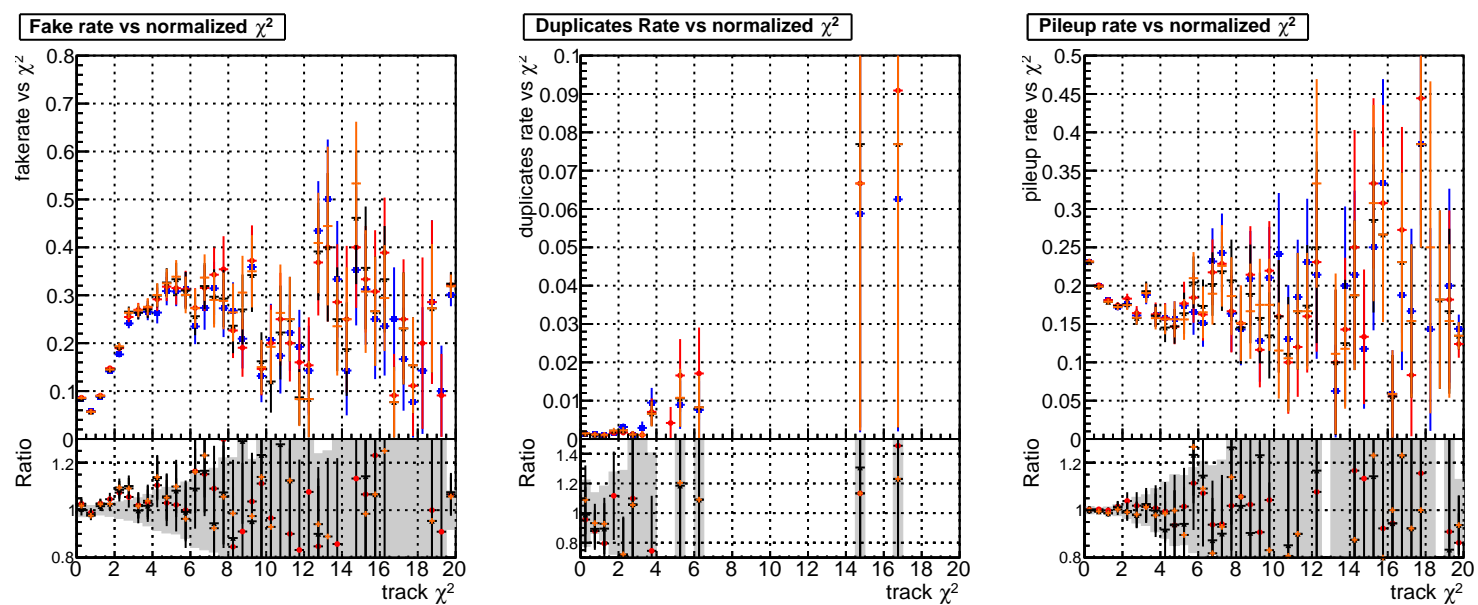 Fake rate vs normalized χ²
fakerate vs χ²
0.8
0.7
0.6
0.5
0.4
0.3
0.2
0.1
0
Ratio
1.2
1
0.8
0 2 4 6 8 10 12 14 16 18 20
track χ²
Duplicates Rate vs normalized χ²
duplicates rate vs χ²
0.1
0.09
0.08
0.07
0.06
0.05
0.04
0.03
0.02
0.01
0
Ratio
1.4
1.2
1
0.8
0 2 4 6 8 10 12 14 16 18 20
track χ²
Pileup rate vs normalized χ²
pileup rate vs χ²
0.5
0.45
0.4
0.35
0.3
0.25
0.2
0.15
0.1
0.05
0
Ratio
1.2
1
0.8
0 2 4 6 8 10 12 14 16 18 20
track χ²